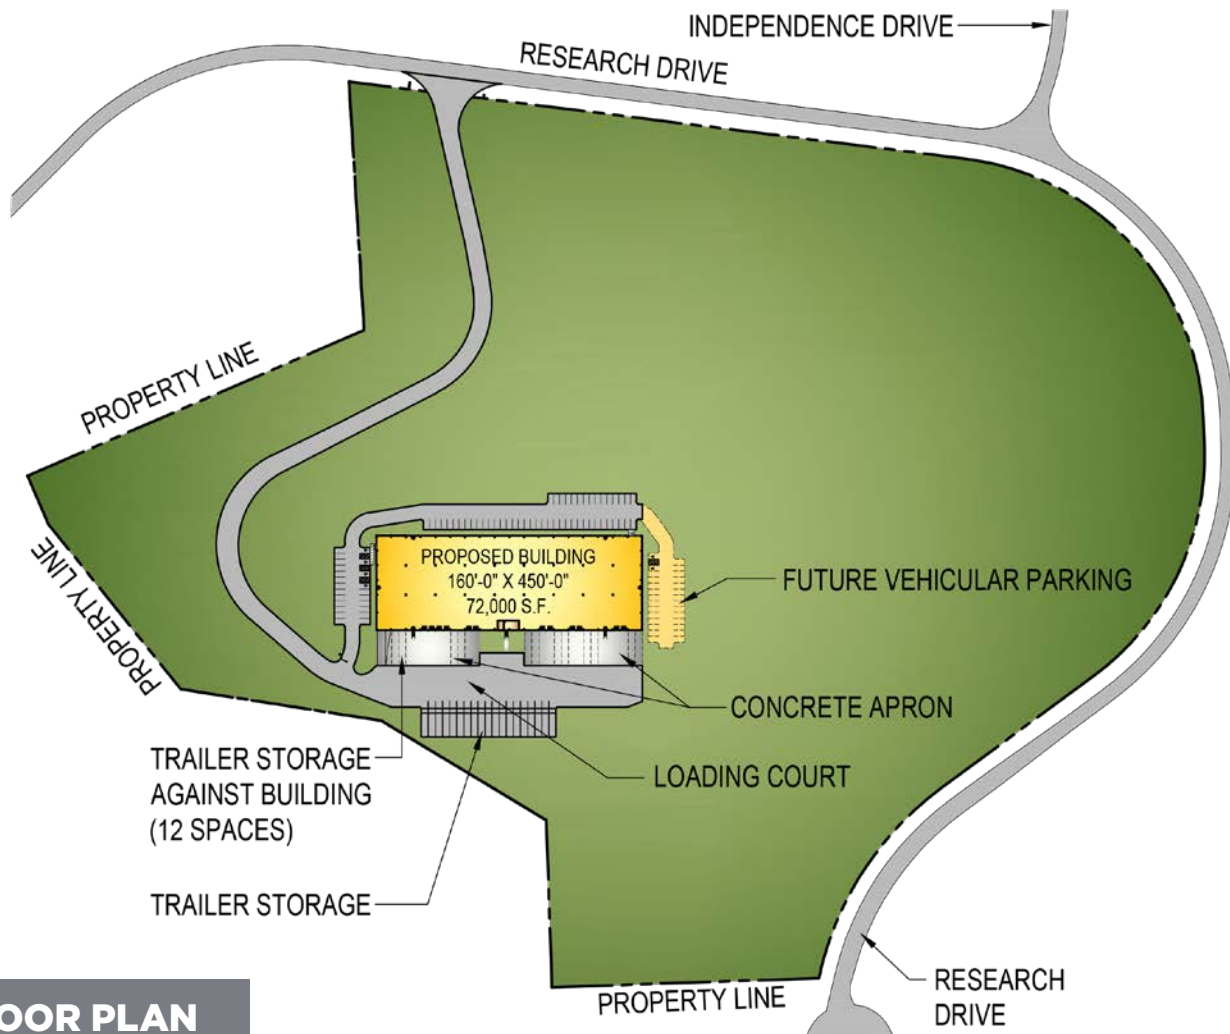 INDEPENDENCE DRIVE
RESEARCH DRIVE
PROPERTY LINE
PROPERTY LINE
PROPOSED BUILDING
160'-0" X 450'-0"
72,000 S.F.
FUTURE VEHICULAR PARKING
CONCRETE APRON
TRAILER STORAGE
AGAINST BUILDING
(12 SPACES)
LOADING COURT
TRAILER STORAGE
RESEARCH
DRIVE
PROPERTY LINE
OOR PLAN